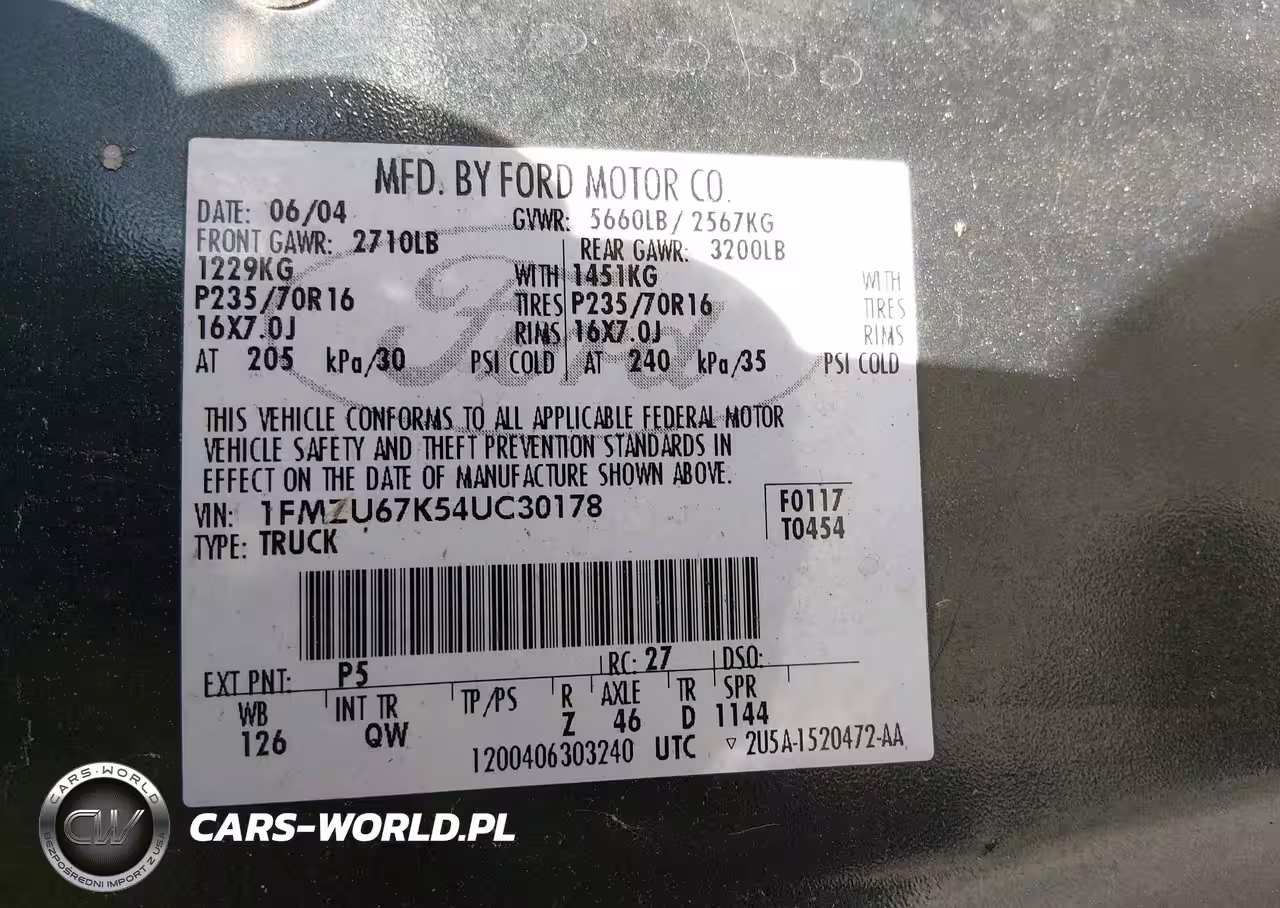 MFD. BY FORD MOTOR CO.
DATE: 06/04 GVWR: 5660LB / 2567KG
FRONT GAWR: 2710LB REAR GAWR: 3200LB
1229KG WITH 1451KG WITH
P235/70R16 TIRES P235/70R16 TIRES
16X7.0J RIMS 16X7.0J RIMS
AT 205 kPa/30 PSI COLD AT 240 kPa/35 PSI COLD
Ford
THIS VEHICLE CONFORMS TO ALL APPLICABLE FEDERAL MOTOR
VEHICLE SAFETY AND THEFT PREVENTION STANDARDS IN
EFFECT ON THE DATE OF MANUFACTURE SHOWN ABOVE.
VIN: 1FMZU67K54UC30178 F0117
TYPE: TRUCK T0454
EXT PNT: P5 RC: 27 DSO:
WB INT TR TP/PS R AXLE TR SPR
126 QW Z 46 D 1144
1200406303240 UTC ▽ 2U5A-1520472-AA
CARS-WORLD
CW
BEZPOŚREDNI IMPORT Z USA
CARS-WORLD.PL